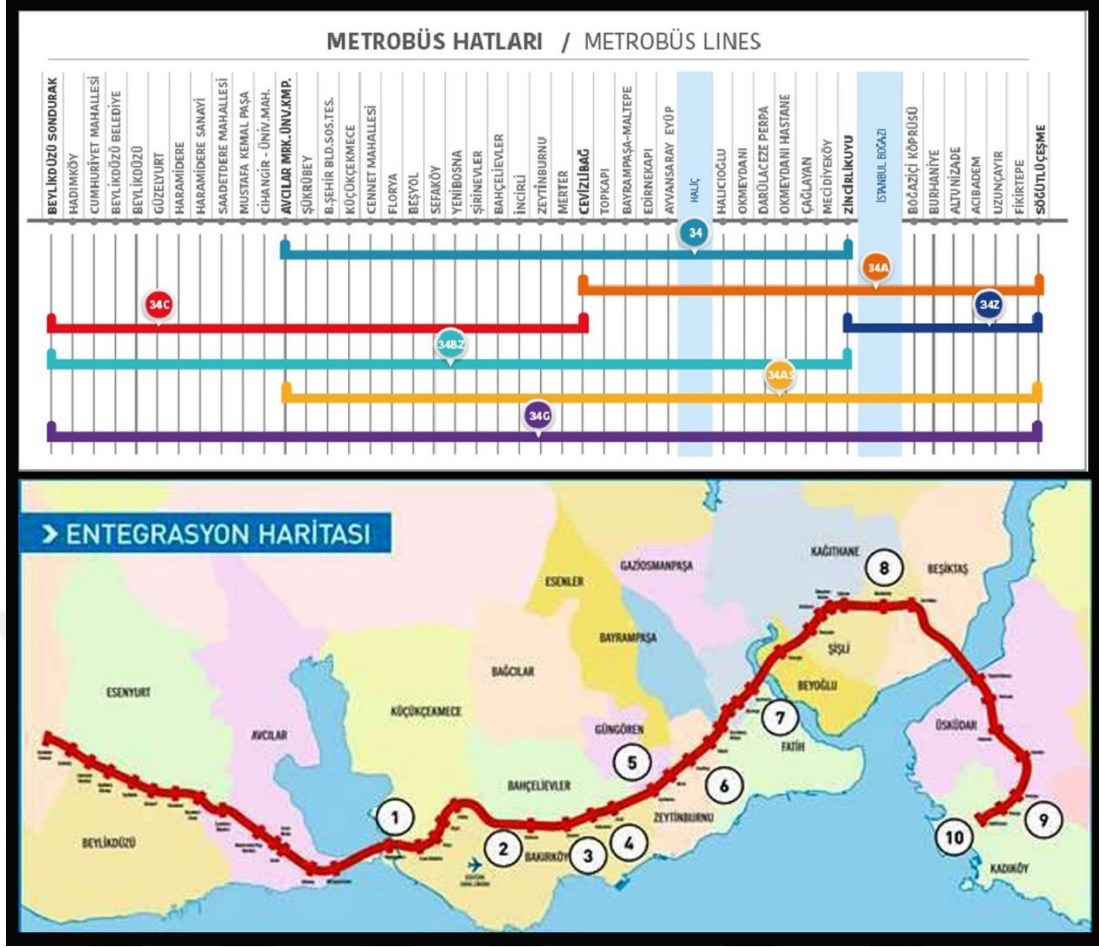 METROBÜS HATLARI / METROBÜS LINES
BEYLİKDÜZÜ SONDURAK
HADIMKÖY
CUMHURİYET MAHALLESİ
BEYLİKDÜZÜ BELEDİYE
BEYLİKDÜZÜ
GÜZELYURT
HARAMİDERE
HARAMİDERE SANAYİ
SAADETDERE MAHALLESİ
MUSTAFA KEMAL PAŞA
CİHANGİR - ÜNİV.MAH.
AVCILAR MRK.ÜNV.KMP.
ŞÜKRÜBEY
B.ŞEHİR BLD.SOS.TES.
KÜÇÜKÇEKMECE
CENNET MAHALLESİ
FLORYA
BEŞYOL
SEFAKÖY
YENİBOSNA
ŞİRİNEVLER
BAHÇELİEVLER
İNCİRLİ
ZEYTİNBURNU
MERTER
CEVİZLİBAĞ
TOPKAPI
BAYRAMPAŞA-MALTEPE
EDİRNEKAPI
AYVANSARAY EYÜP
HALİÇ
HALICIOĞLU
OKMEYDANI
DARÜLACEZE PERPA
OKMEYDANI HASTANE
ÇAĞLAYAN
MECİDİYEKÖY
ZİNCİRLİKUYU
İSTANBUL BOĞAZI
BOĞAZİÇİ KÖPRÜSÜ
BURHANİYE
ALTUNİZADE
ACIBADEM
UZUNÇAYIR
FİKİRTEPE
SÖĞÜTLÜÇEŞME
34
34A
34C
34Z
34BZ
34AS
34G
> ENTEGRASYON HARİTASI
KAĞITHANE
8
BEŞİKTAŞ
GAZİOSMANPAŞA
ESENLER
BAYRAMPAŞA
ŞİŞLİ
BAĞCILAR
BEYOĞLU
ESENYURT
KÜÇÜKÇEKMECE
7
ÜSKÜDAR
AVCILAR
GÜNGÖREN
FATİH
5
BAHÇELİEVLER
6
1
ZEYTİNBURNU
9
BEYLİKDÜZÜ
2
BAKIRKÖY
3
4
10
KADIKÖY